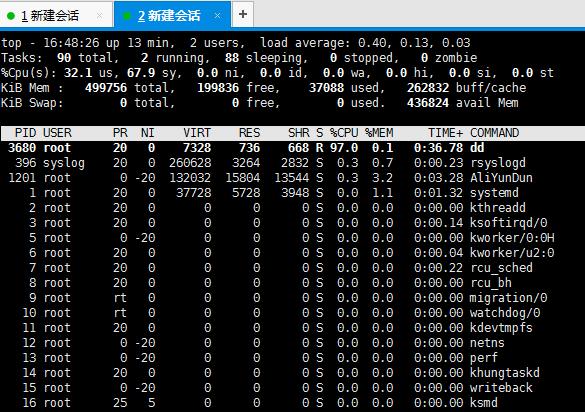 1 新建会话 × 2 新建会话 × +
top - 16:48:26 up 13 min,  2 users,  load average: 0.40, 0.13, 0.03
Tasks:  90 total,   2 running,  88 sleeping,   0 stopped,   0 zombie
%Cpu(s): 32.1 us, 67.9 sy,  0.0 ni,  0.0 id,  0.0 wa,  0.0 hi,  0.0 si,  0.0 st
KiB Mem :   499756 total,   199836 free,    37088 used,   262832 buff/cache
KiB Swap:        0 total,        0 free,        0 used.   436824 avail Mem
PID USER      PR  NI    VIRT    RES    SHR S %CPU %MEM     TIME+ COMMAND
3680 root      20   0    7328    736    668 R 97.0  0.1   0:36.78 dd
396 syslog    20   0  260628   3264   2832 S  0.3  0.7   0:00.23 rsyslogd
1201 root       0 -20  132032  15804  13544 S  0.3  3.2   0:03.28 AliYunDun
1 root      20   0   37728   5728   3948 S  0.0  1.1   0:01.32 systemd
2 root      20   0       0      0      0 S  0.0  0.0   0:00.00 kthreadd
3 root      20   0       0      0      0 S  0.0  0.0   0:00.14 ksoftirqd/0
5 root       0 -20       0      0      0 S  0.0  0.0   0:00.00 kworker/0:0H
6 root      20   0       0      0      0 S  0.0  0.0   0:00.04 kworker/u2:0
7 root      20   0       0      0      0 S  0.0  0.0   0:00.22 rcu_sched
8 root      20   0       0      0      0 S  0.0  0.0   0:00.00 rcu_bh
9 root      rt   0       0      0      0 S  0.0  0.0   0:00.00 migration/0
10 root      rt   0       0      0      0 S  0.0  0.0   0:00.00 watchdog/0
11 root      20   0       0      0      0 S  0.0  0.0   0:00.00 kdevtmpfs
12 root       0 -20       0      0      0 S  0.0  0.0   0:00.00 netns
13 root       0 -20       0      0      0 S  0.0  0.0   0:00.00 perf
14 root      20   0       0      0      0 S  0.0  0.0   0:00.00 khungtaskd
15 root       0 -20       0      0      0 S  0.0  0.0   0:00.00 writeback
16 root      25   5       0      0      0 S  0.0  0.0   0:00.00 ksmd